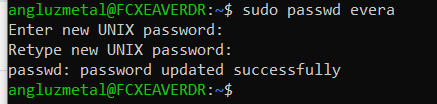 angluzmetal@FCXEAVERDR:~$ sudo passwd evera
Enter new UNIX password:
Retype new UNIX password:
passwd: password updated successfully
angluzmetal@FCXEAVERDR:~$